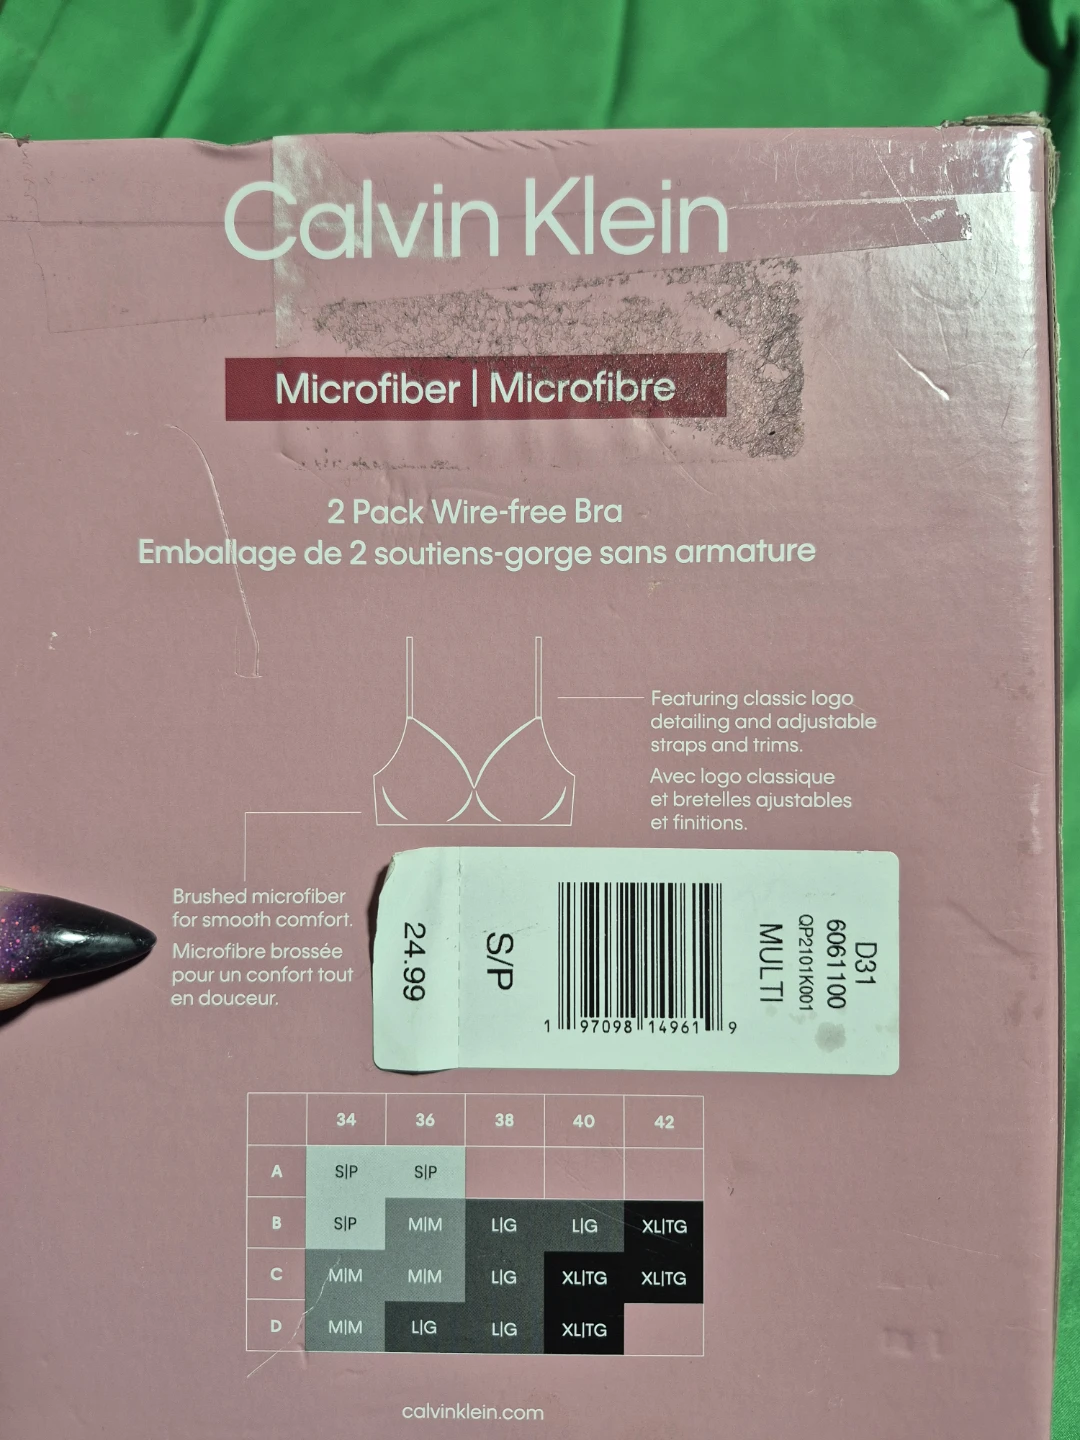 Calvin Klein
Microfiber | Microfibre
2 Pack Wire-free Bra
Emballage de 2 soutiens-gorge sans armature
Featuring classic logo
detailing and adjustable
straps and trims.
Avec logo classique
et bretelles ajustables
et finitions.
Brushed microfiber
for smooth comfort.
Microfibre brossée
pour un confort tout
en douceur.
D31
6061100
QP2101K001
MULTI
1 97098 14961 9
S/P
24.99
34 36 38 40 42
A S|P S|P
B S|P M|M L|G L|G XL|TG
C M|M M|M L|G XL|TG XL|TG
D M|M L|G L|G XL|TG
calvinklein.com